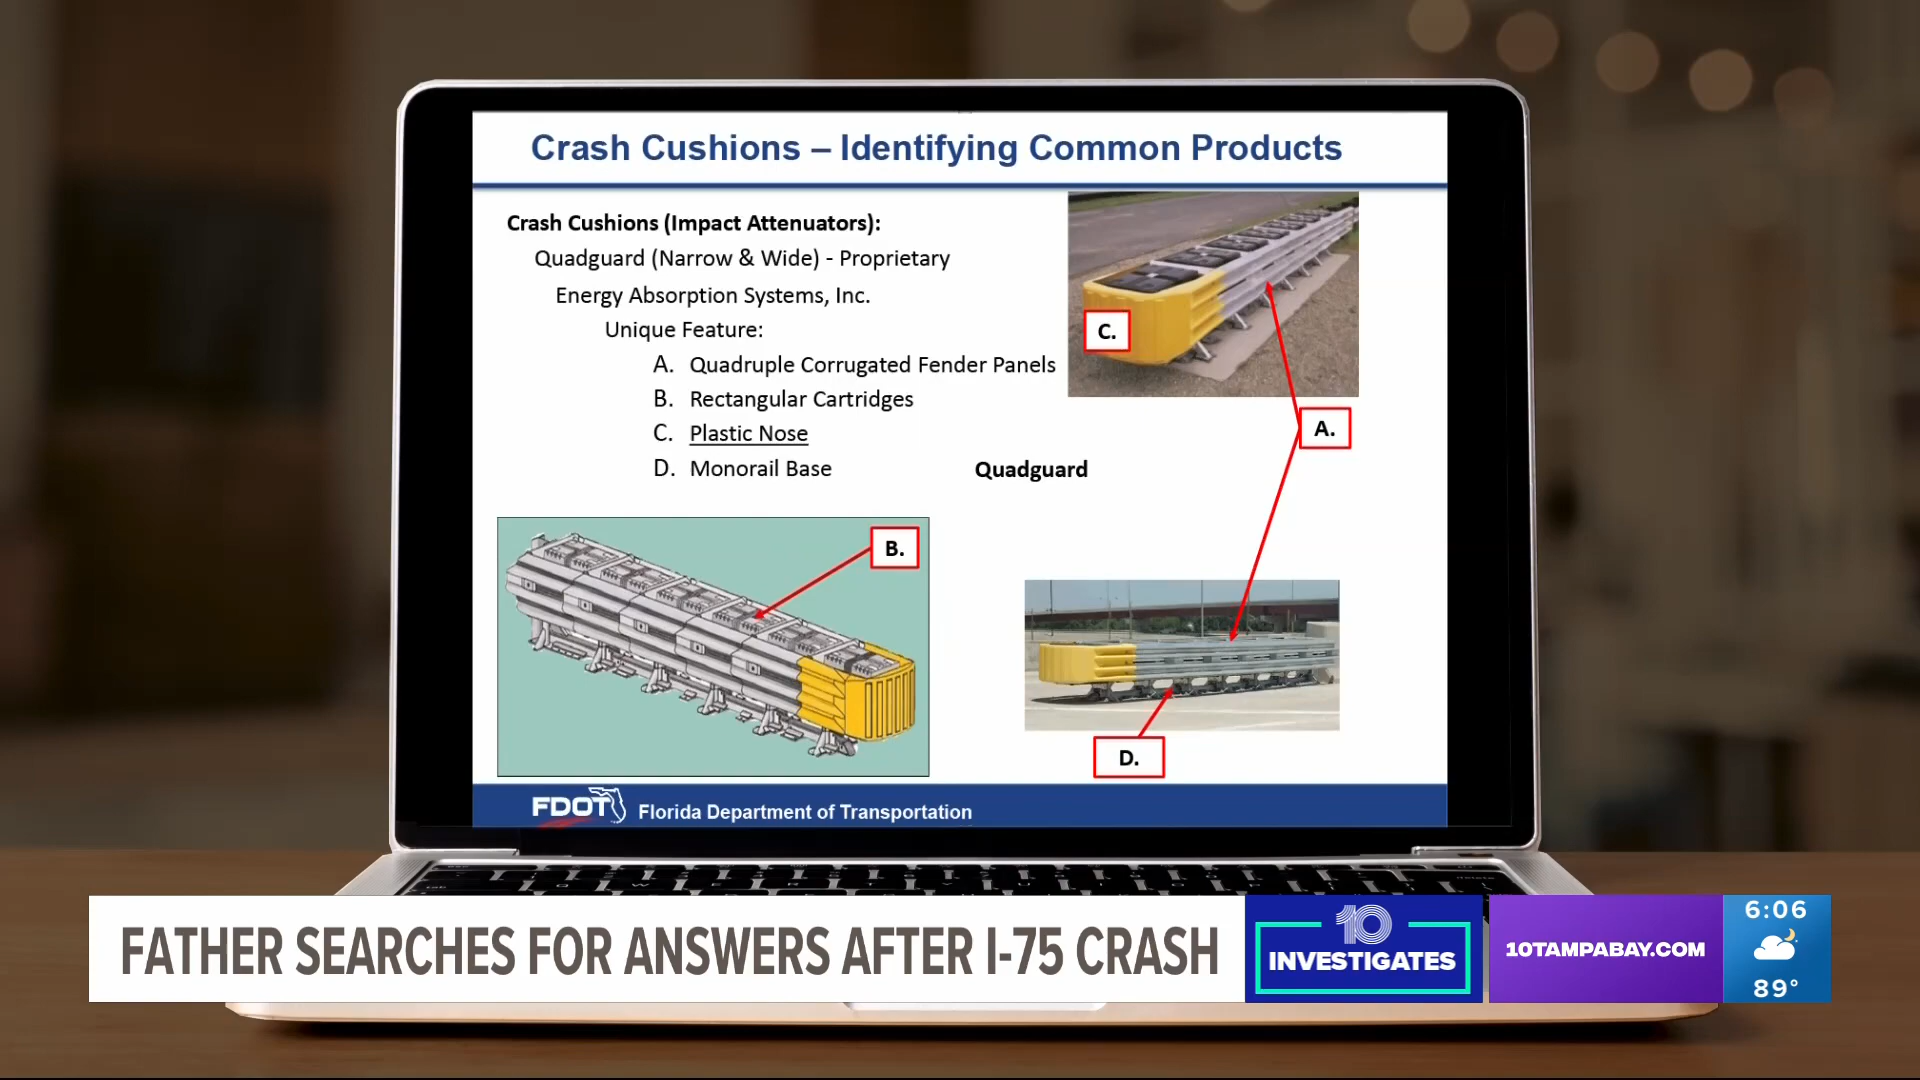 Crash Cushions – Identifying Common Products
Crash Cushions (Impact Attenuators):
Quadguard (Narrow & Wide) - Proprietary
Energy Absorption Systems, Inc.
Unique Feature:
A. Quadruple Corrugated Fender Panels
B. Rectangular Cartridges
C. Plastic Nose
D. Monorail Base
Quadguard
C.
A.
B.
D.
FDOT Florida Department of Transportation
FATHER SEARCHES FOR ANSWERS AFTER I-75 CRASH
10
INVESTIGATES
10TAMPABAY.COM
6:06
89°